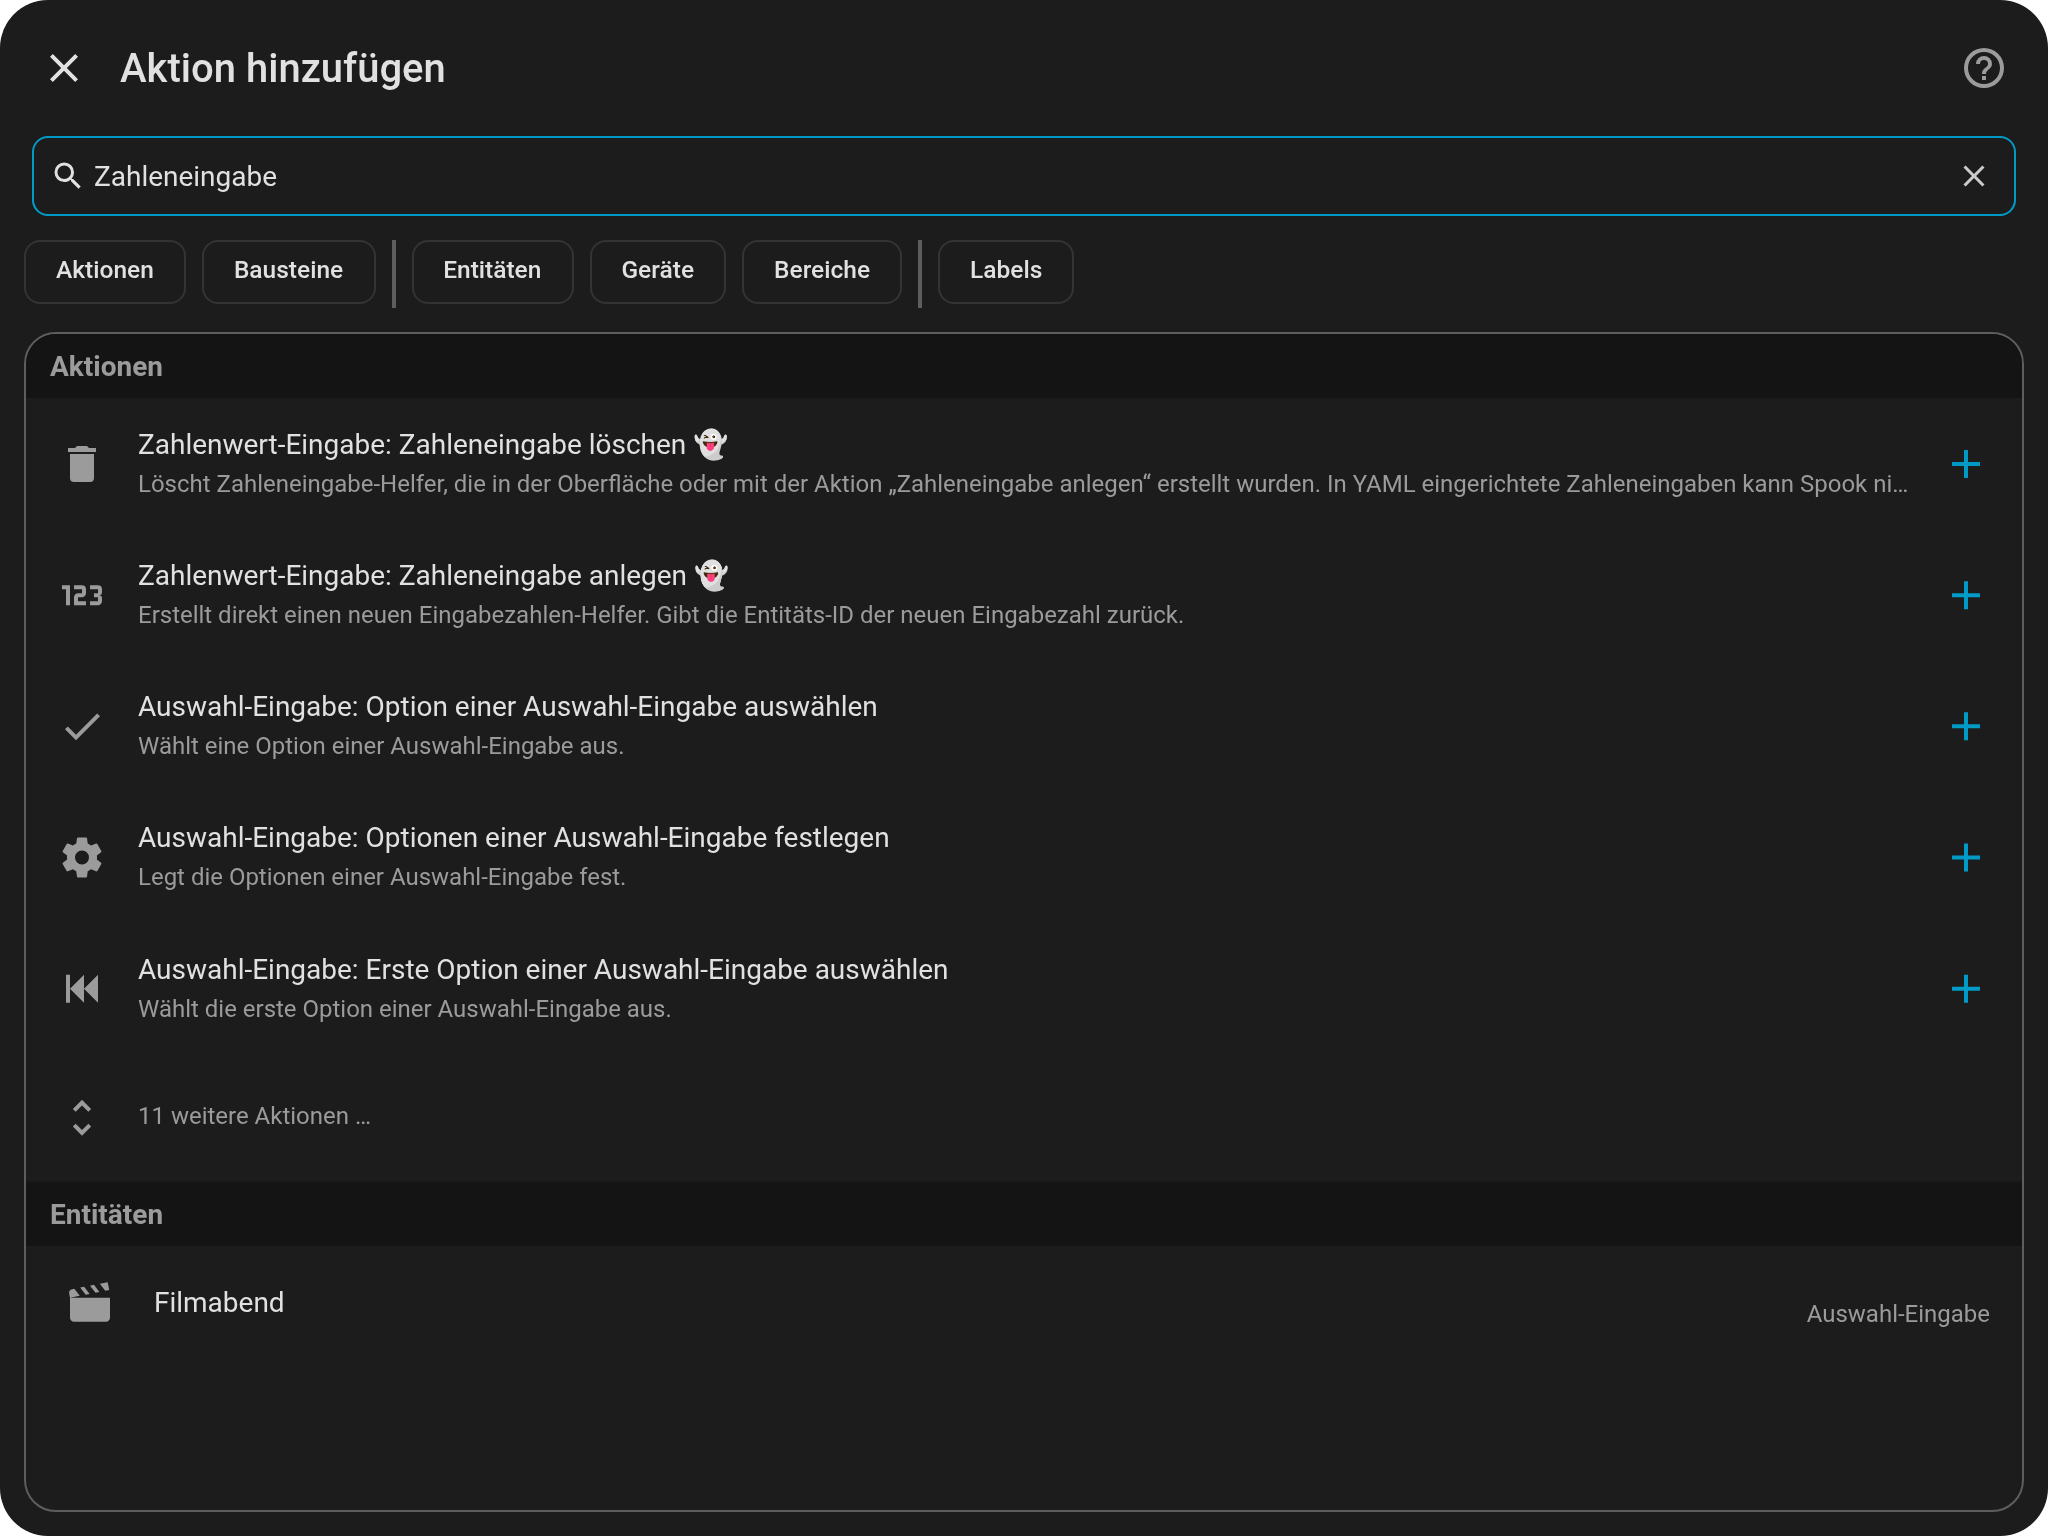 Aktion hinzufügen
Zahleneingabe
Aktionen
Bausteine
Entitäten
Geräte
Bereiche
Labels
Aktionen
Zahlenwert-Eingabe: Zahleneingabe löschen 👻
Löscht Zahleneingabe-Helfer, die in der Oberfläche oder mit der Aktion „Zahleneingabe anlegen“ erstellt wurden. In YAML eingerichtete Zahleneingaben kann Spook ni…
123
Zahlenwert-Eingabe: Zahleneingabe anlegen 👻
Erstellt direkt einen neuen Eingabezahlen-Helfer. Gibt die Entitäts-ID der neuen Eingabezahl zurück.
Auswahl-Eingabe: Option einer Auswahl-Eingabe auswählen
Wählt eine Option einer Auswahl-Eingabe aus.
Auswahl-Eingabe: Optionen einer Auswahl-Eingabe festlegen
Legt die Optionen einer Auswahl-Eingabe fest.
Auswahl-Eingabe: Erste Option einer Auswahl-Eingabe auswählen
Wählt die erste Option einer Auswahl-Eingabe aus.
11 weitere Aktionen …
Entitäten
Filmabend
Auswahl-Eingabe